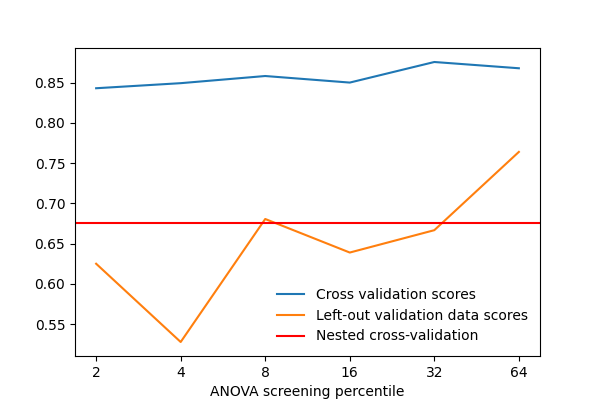 0.85
0.80
0.75
0.70
0.65
0.60
0.55
Cross validation scores
Left-out validation data scores
Nested cross-validation
2 4 8 16 32 64
ANOVA screening percentile